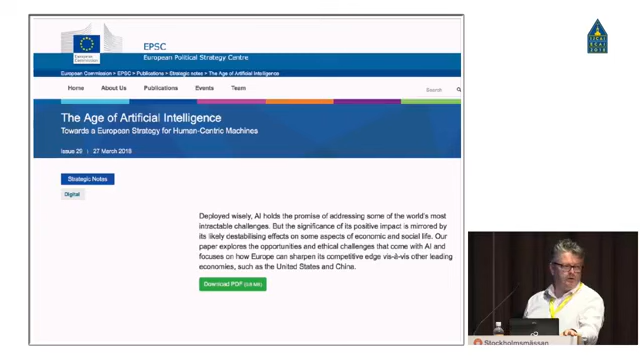 EPSC
European Political Strategy Centre
European Commission
European Commission > EPSC > Publications > Strategic notes > The Age of Artificial Intelligence
Home About Us Publications Events Team Search
The Age of Artificial Intelligence
Towards a European Strategy for Human-Centric Machines
Issue 29 | 27 March 2018
Strategic Notes
Digital
Deployed wisely, AI holds the promise of addressing some of the world's most
intractable challenges. But the significance of its positive impact is mirrored by
its likely destabilising effects on some aspects of economic and social life. Our
paper explores the opportunities and ethical challenges that come with AI and
focuses on how Europe can sharpen its competitive edge vis-à-vis other leading
economies, such as the United States and China.
Download PDF
IJCAI
ECAI
2018
Stockholmsmässan